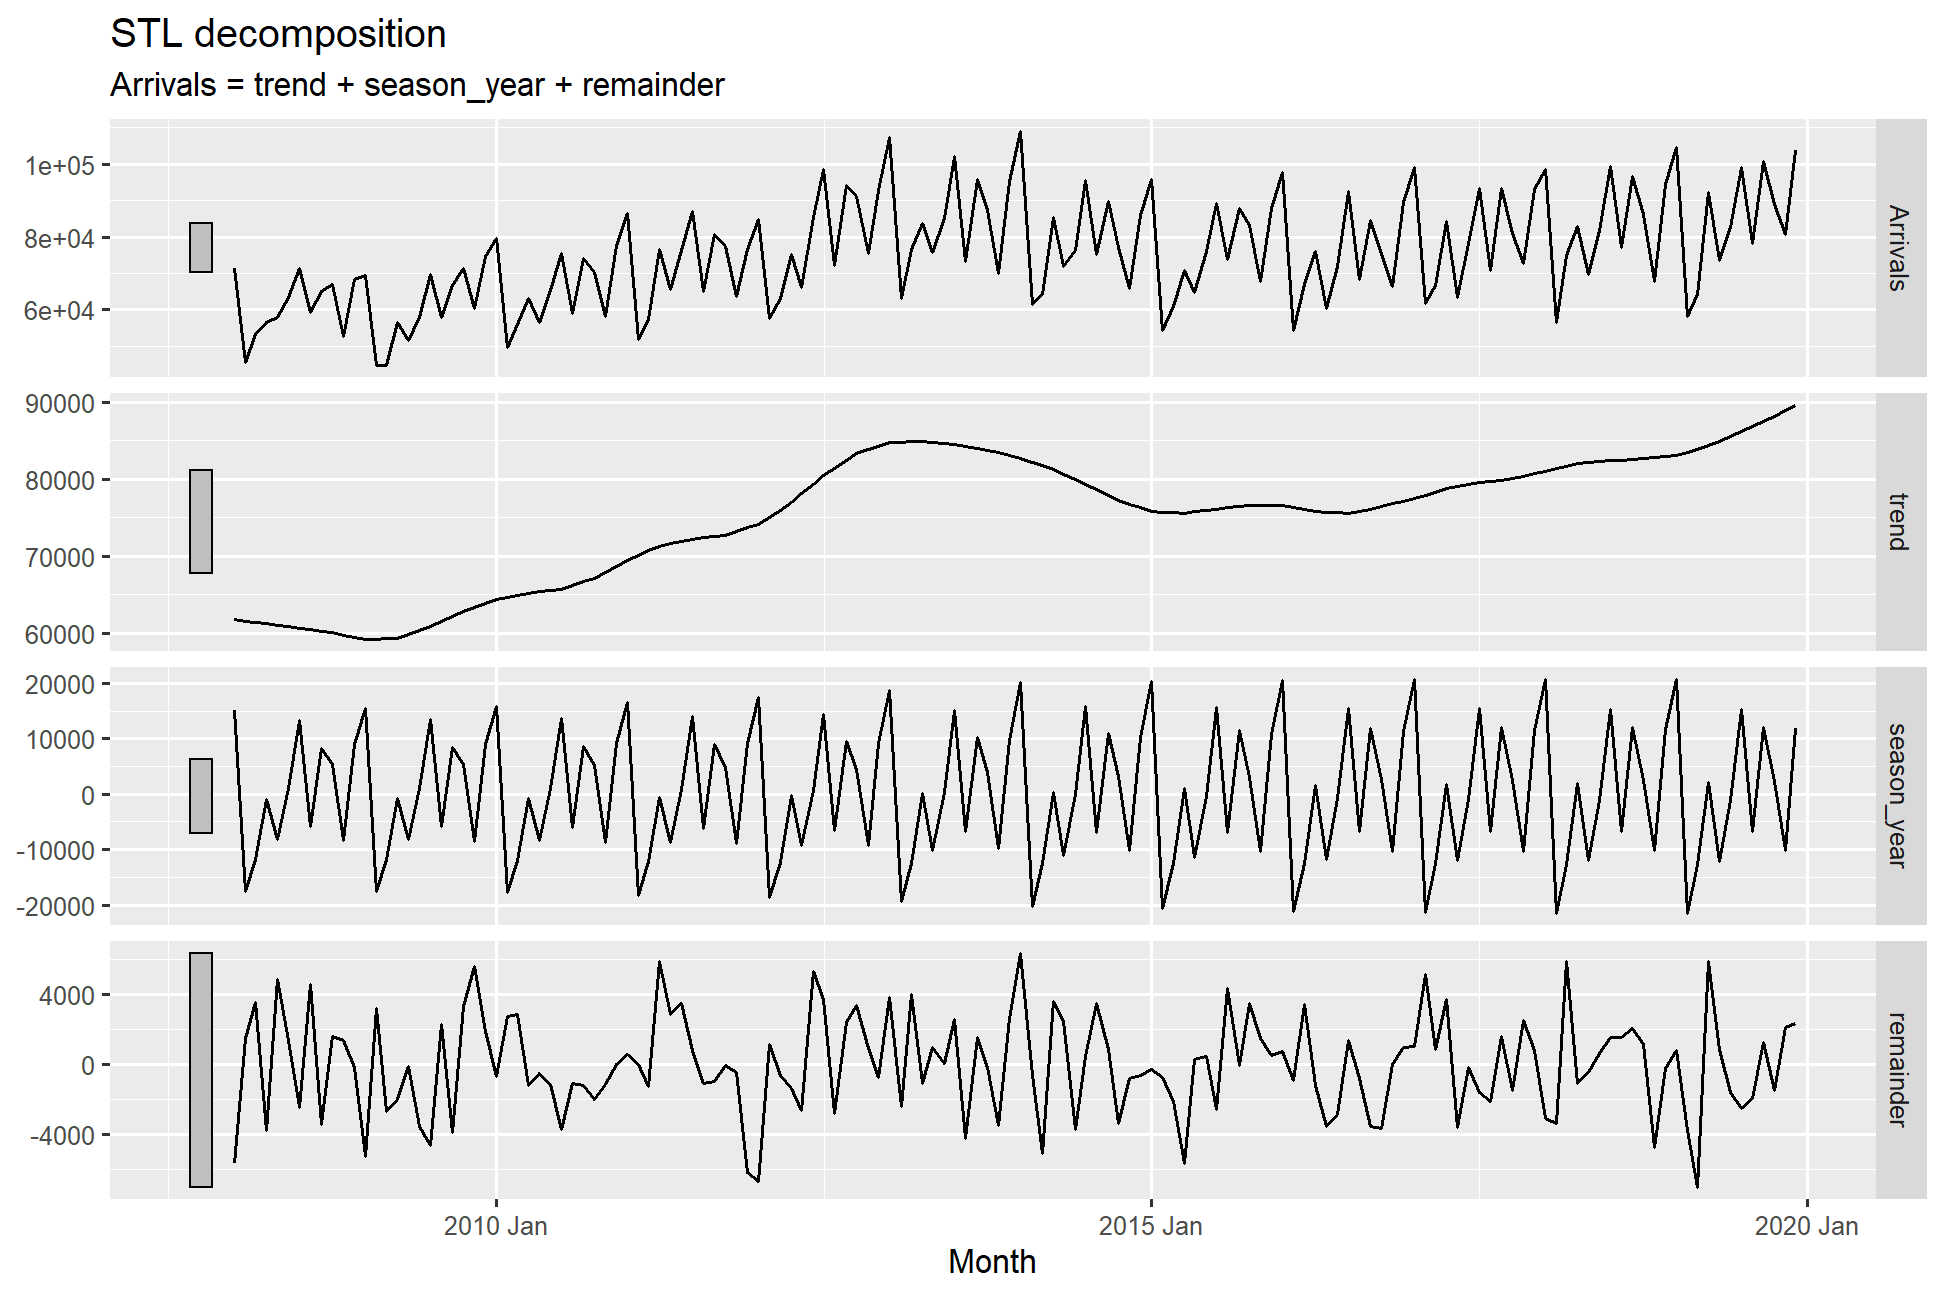 STL decomposition
Arrivals = trend + season_year + remainder
1e+05
8e+04
6e+04
Arrivals
90000
80000
70000
60000
trend
20000
10000
0
-10000
-20000
season_year
4000
0
-4000
remainder
2010 Jan 2015 Jan 2020 Jan
Month